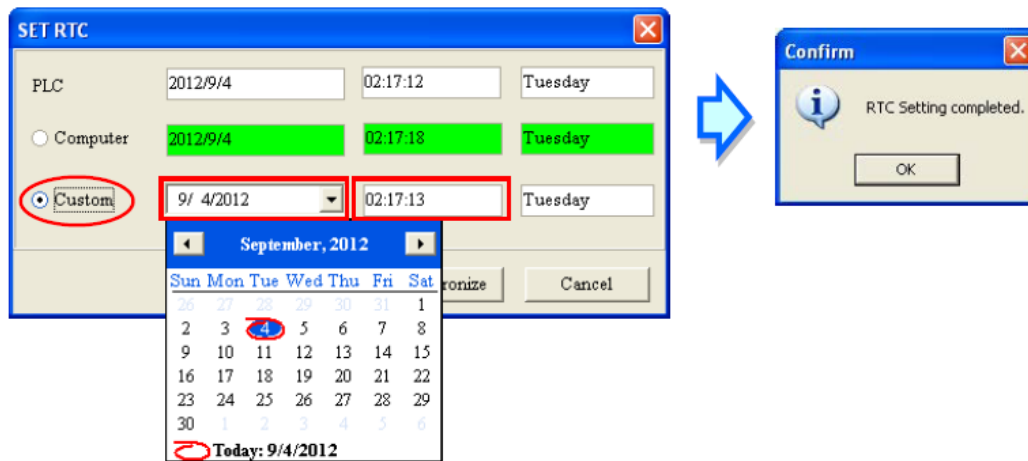 SET RTC
PLC 2012/9/4 02:17:12 Tuesday
Computer 2012/9/4 02:17:18 Tuesday
Custom 9/ 4/2012 02:17:13 Tuesday
September, 2012
ronize Cancel
Sun Mon Tue Wed Thu Fri Sat
26 27 28 29 30 31 1
2 3 4 5 6 7 8
9 10 11 12 13 14 15
16 17 18 19 20 21 22
23 24 25 26 27 28 29
30 1 2 3 4 5 6
Today: 9/4/2012
Confirm
RTC Setting completed.
OK